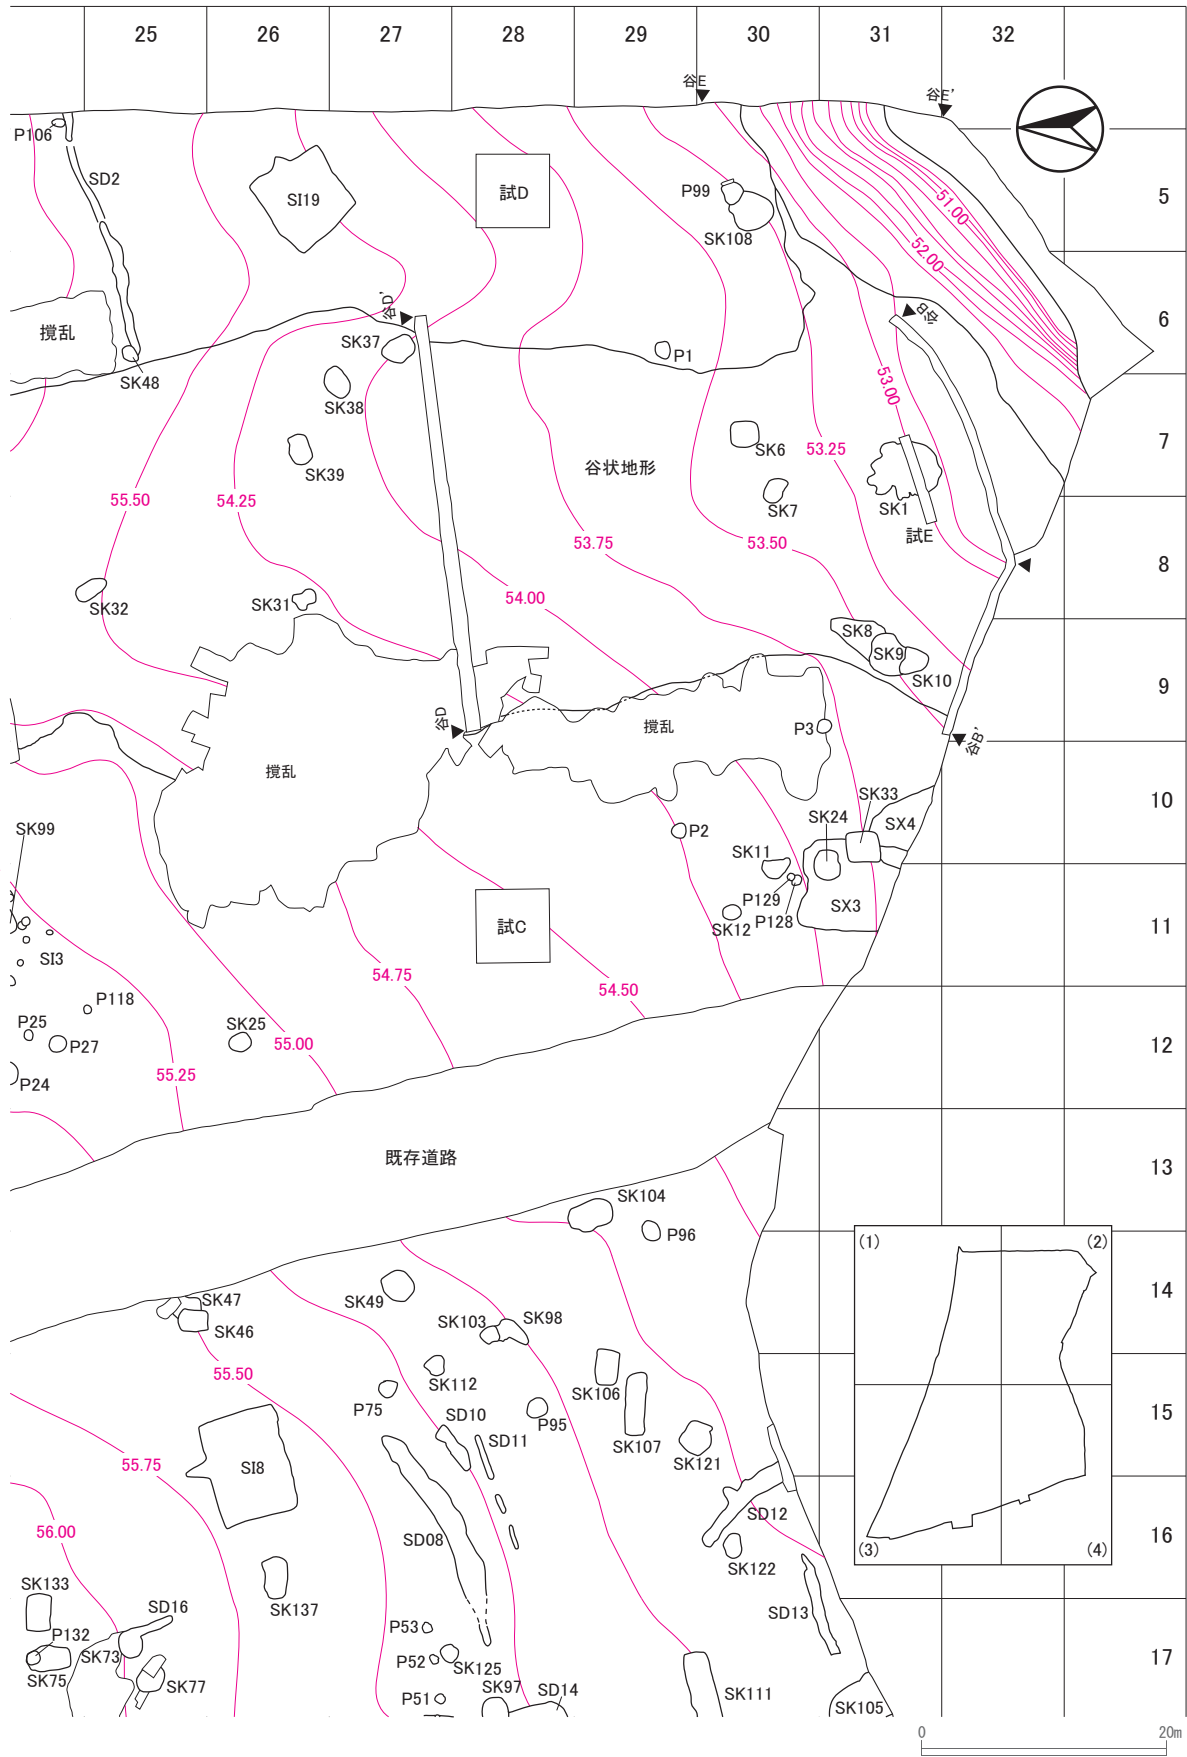 25 26 27 28 29 30 31 32
谷E
谷E'
P106
SD2
SI19
試D
P99
SK108
51.00
5
52.00
谷D'
谷B
撹乱
SK37
P1
6
SK48
SK38
53.00
SK39
谷状地形
SK6
53.25
7
55.50
54.25
SK7
SK1
53.75
53.50
試E
8
SK32
SK31
54.00
SK8
SK9
SK10
9
谷D
撹乱
P3
谷B'
撹乱
SK33
10
SK99
P2
SK24
SX4
SK11
P129
P128
SX3
試C
SK12
11
SI3
54.75
54.50
P118
P25
P27
SK25
55.00
12
P24
55.25
既存道路
13
SK104
P96
(1)
(2)
SK49
14
SK47
SK46
SK103
SK98
55.50
SK112
SK106
P75
SD10
P95
15
SD11
SK107
SK121
55.75
SI8
SD12
56.00
SD08
SK122
16
(3)
(4)
SK133
SK137
SD16
SD13
P132
P53
SK73
P52
SK125
17
SK75
SK77
P51
SK97
SD14
SK111
SK105
0 20m